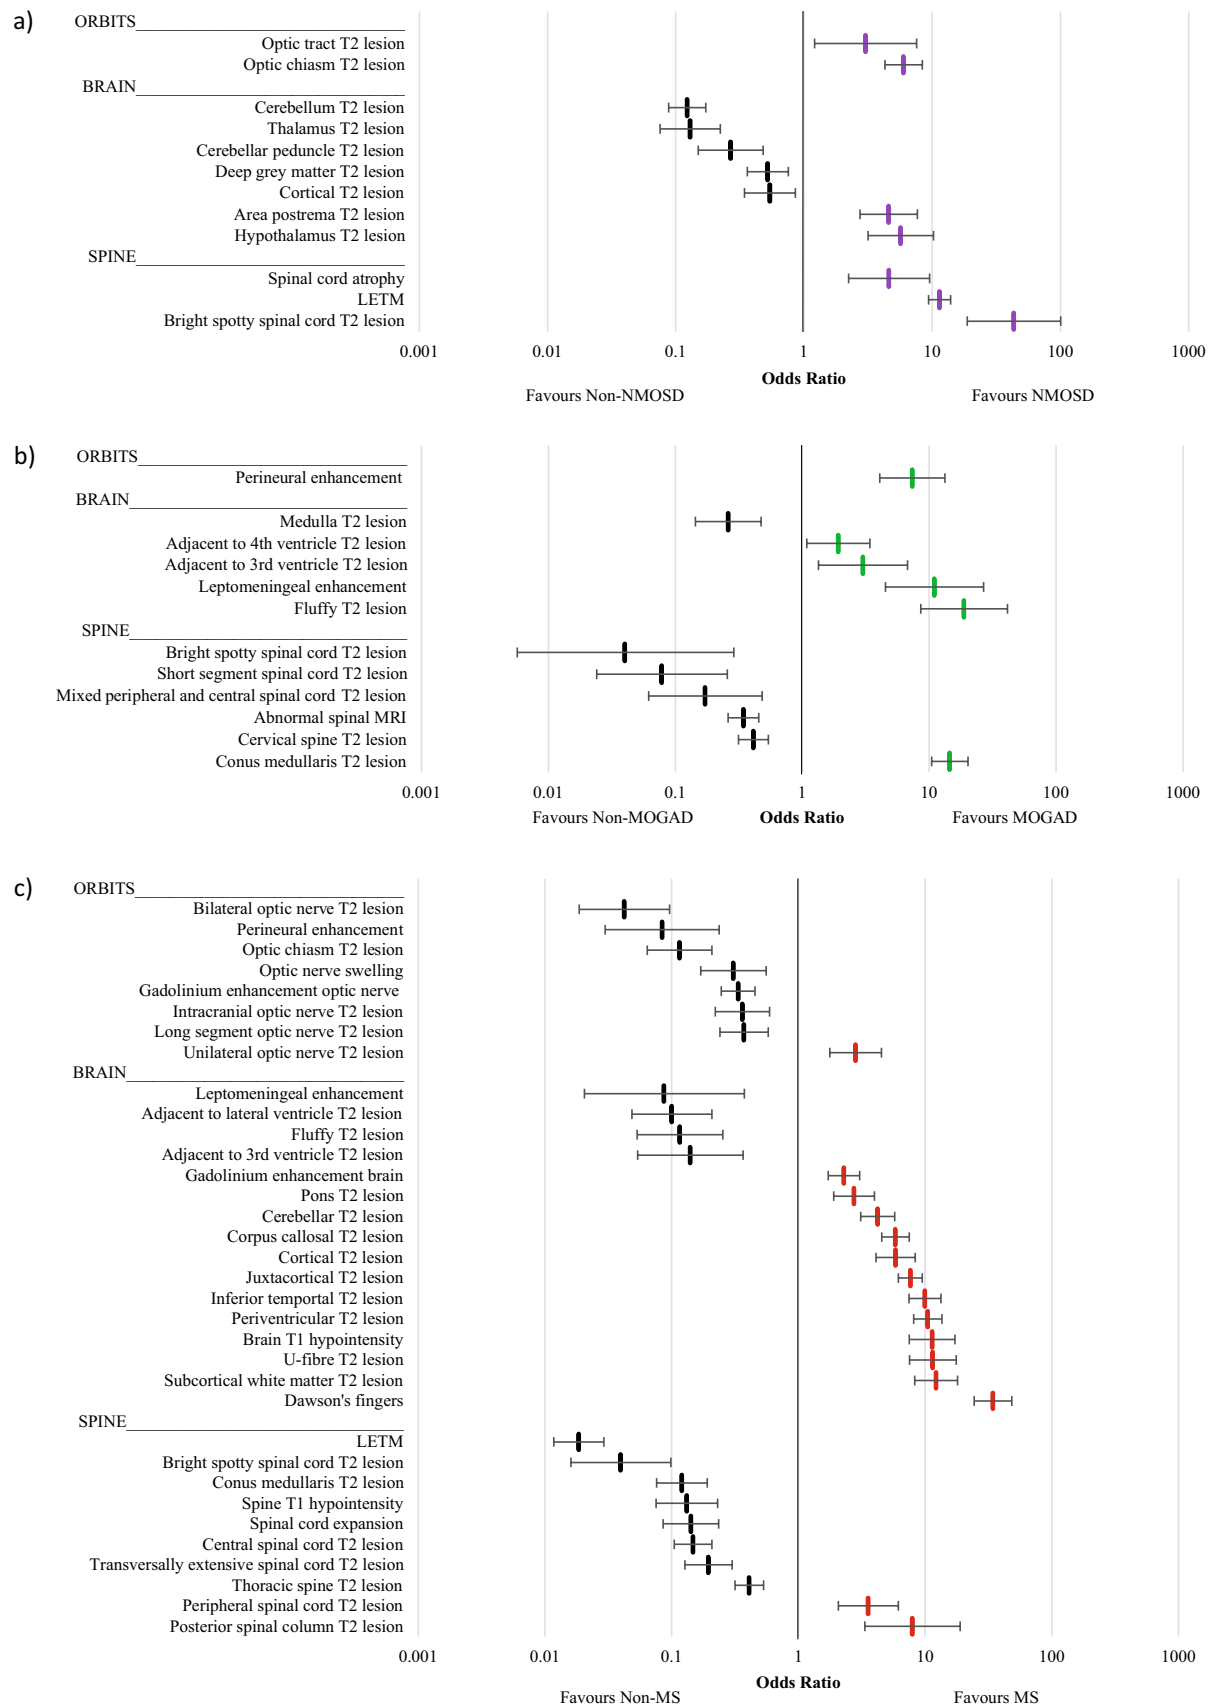 a)
ORBITS
Optic tract T2 lesion
Optic chiasm T2 lesion
BRAIN
Cerebellum T2 lesion
Thalamus T2 lesion
Cerebellar peduncle T2 lesion
Deep grey matter T2 lesion
Cortical T2 lesion
Area postrema T2 lesion
Hypothalamus T2 lesion
SPINE
Spinal cord atrophy
LETM
Bright spotty spinal cord T2 lesion
0.001 0.01 0.1 1 10 100 1000
Odds Ratio
Favours Non-NMOSD Favours NMOSD
b)
ORBITS
Perineural enhancement
BRAIN
Medulla T2 lesion
Adjacent to 4th ventricle T2 lesion
Adjacent to 3rd ventricle T2 lesion
Leptomeningeal enhancement
Fluffy T2 lesion
SPINE
Bright spotty spinal cord T2 lesion
Short segment spinal cord T2 lesion
Mixed peripheral and central spinal cord T2 lesion
Abnormal spinal MRI
Cervical spine T2 lesion
Conus medullaris T2 lesion
0.001 0.01 0.1 1 10 100 1000
Favours Non-MOGAD Odds Ratio Favours MOGAD
c)
ORBITS
Bilateral optic nerve T2 lesion
Perineural enhancement
Optic chiasm T2 lesion
Optic nerve swelling
Gadolinium enhancement optic nerve
Intracranial optic nerve T2 lesion
Long segment optic nerve T2 lesion
Unilateral optic nerve T2 lesion
BRAIN
Leptomeningeal enhancement
Adjacent to lateral ventricle T2 lesion
Fluffy T2 lesion
Adjacent to 3rd ventricle T2 lesion
Gadolinium enhancement brain
Pons T2 lesion
Cerebellar T2 lesion
Corpus callosal T2 lesion
Cortical T2 lesion
Juxtacortical T2 lesion
Inferior temporal T2 lesion
Periventricular T2 lesion
Brain T1 hypointensity
U-fibre T2 lesion
Subcortical white matter T2 lesion
Dawson's fingers
SPINE
LETM
Bright spotty spinal cord T2 lesion
Conus medullaris T2 lesion
Spine T1 hypointensity
Spinal cord expansion
Central spinal cord T2 lesion
Transversally extensive spinal cord T2 lesion
Thoracic spine T2 lesion
Peripheral spinal cord T2 lesion
Posterior spinal column T2 lesion
0.001 0.01 0.1 1 10 100 1000
Odds Ratio
Favours Non-MS Favours MS